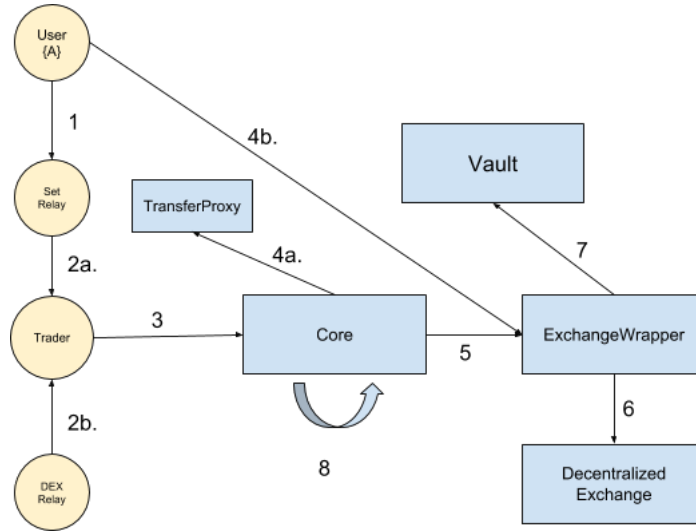 User
{A}
1
4b.
Vault
Set
Relay
TransferProxy
2a.
4a.
7
Trader
3
Core
5
ExchangeWrapper
2b.
6
8
DEX
Relay
Decentralized
Exchange